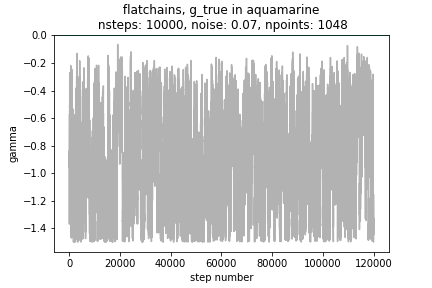 flatchains, g_true in aquamarine
nsteps: 10000, noise: 0.07, npoints: 1048
0.0
−0.2
−0.4
−0.6
−0.8
−1.0
−1.2
−1.4
gamma
0 20000 40000 60000 80000 100000 120000
step number